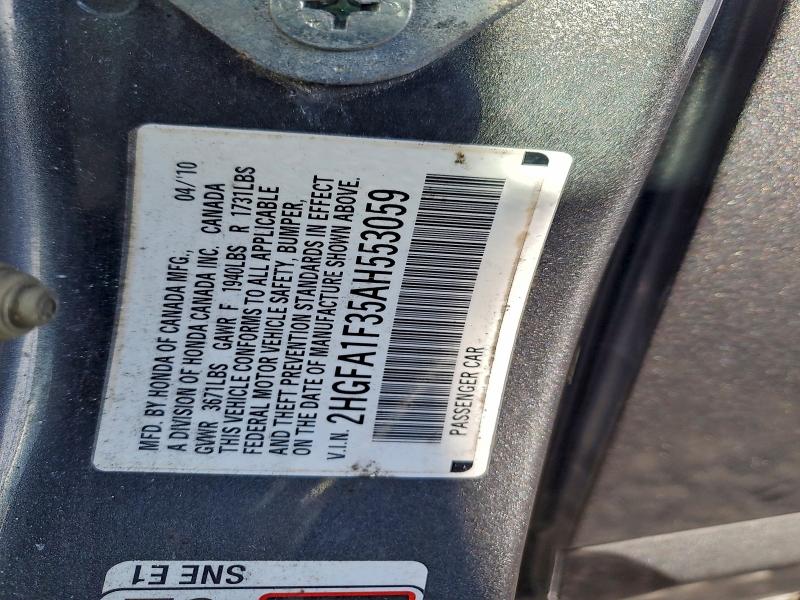 MFD. BY HONDA OF CANADA MFG., 04/'10
A DIVISION OF HONDA CANADA INC. CANADA
GVWR 3671LBS GAWR F 1940LBS R 1731LBS
THIS VEHICLE CONFORMS TO ALL APPLICABLE
FEDERAL MOTOR VEHICLE SAFETY, BUMPER,
AND THEFT PREVENTION STANDARDS IN EFFECT
ON THE DATE OF MANUFACTURE SHOWN ABOVE.
V.I.N. 2HGFA1F35AH553059
PASSENGER CAR
SNE E1